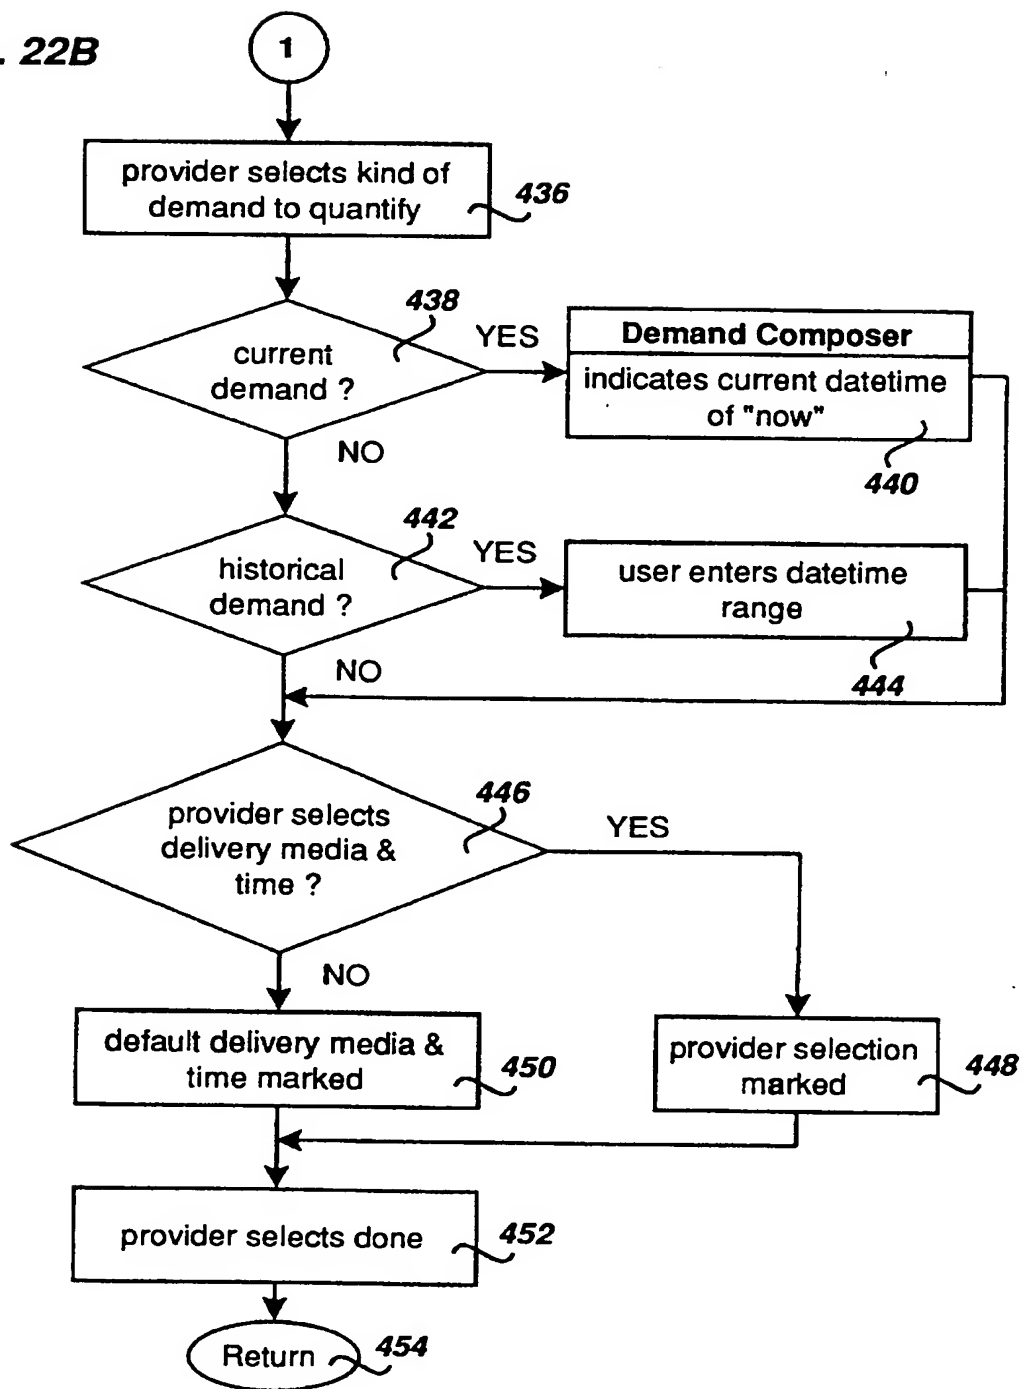 . 22B
1
provider selects kind of
demand to quantify
436
438
current
demand ?
YES
Demand Composer
indicates current datetime
of "now"
440
NO
442
historical
demand ?
YES
user enters datetime
range
444
NO
446
provider selects
delivery media &
time ?
YES
NO
default delivery media &
time marked
450
provider selection
marked
448
provider selects done
452
Return
454